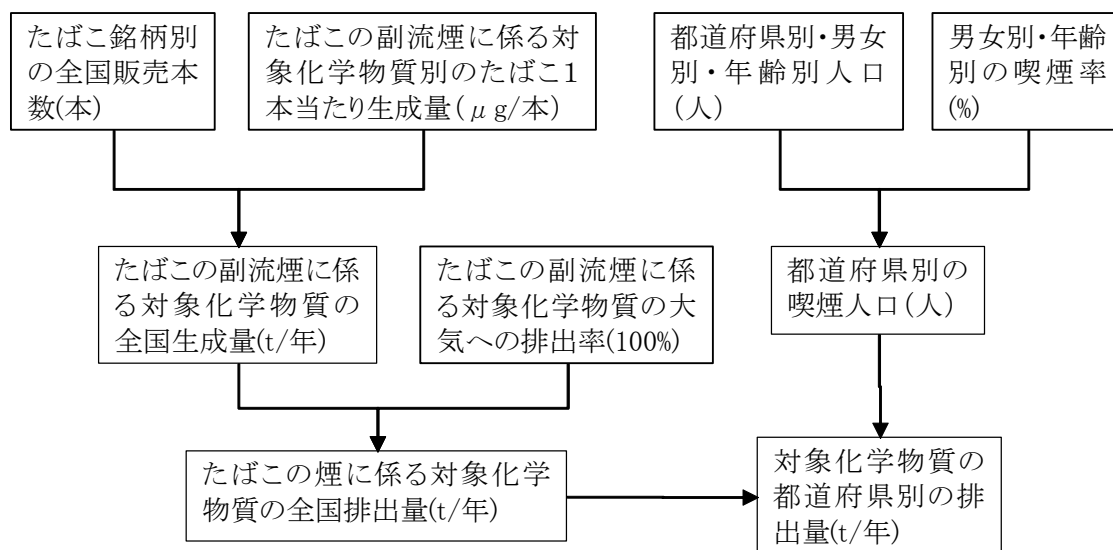 たばこ銘柄別
の全国販売本
数(本)
たばこの副流煙に係る対
象化学物質別のたばこ1
本当たり生成量(μg/本)
都道府県別・男女
別・年齢別人口
(人)
男女別・年齢
別の喫煙率
(%)
たばこの副流煙に係
る対象化学物質の
全国生成量(t/年)
たばこの副流煙に係
る対象化学物質の大
気への排出率(100%)
都道府県別の
喫煙人口(人)
たばこの煙に係る対象化学
物質の全国排出量(t/年)
対象化学物質の
都道府県別の排
出量(t/年)